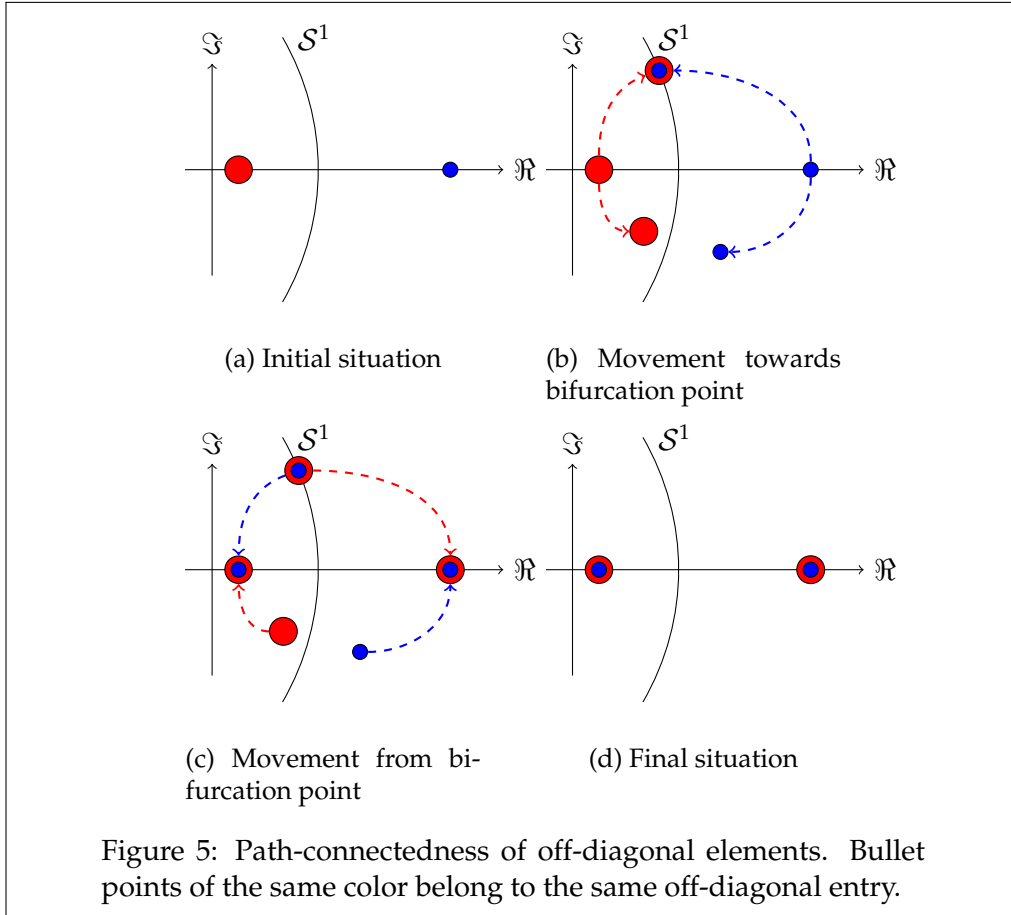 ℑ
𝒮¹
ℜ
(a) Initial situation
ℑ
𝒮¹
ℜ
(b) Movement towards
bifurcation point
ℑ
𝒮¹
ℜ
(c) Movement from bi-
furcation point
ℑ
𝒮¹
ℜ
(d) Final situation
Figure 5: Path-connectedness of off-diagonal elements. Bullet
points of the same color belong to the same off-diagonal entry.